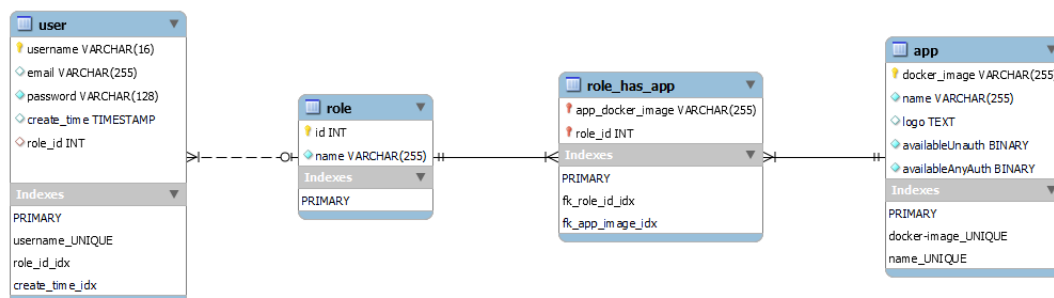 user
username VARCHAR(16)
email VARCHAR(255)
password VARCHAR(128)
create_time TIMESTAMP
role_id INT
Indexes
PRIMARY
username_UNIQUE
role_id_idx
create_time_idx
role
id INT
name VARCHAR(255)
Indexes
PRIMARY
role_has_app
app_docker_image VARCHAR(255)
role_id INT
Indexes
PRIMARY
fk_role_id_idx
fk_app_image_idx
app
docker_image VARCHAR(255)
name VARCHAR(255)
logo TEXT
availableUnauth BINARY
availableAnyAuth BINARY
Indexes
PRIMARY
docker-image_UNIQUE
name_UNIQUE